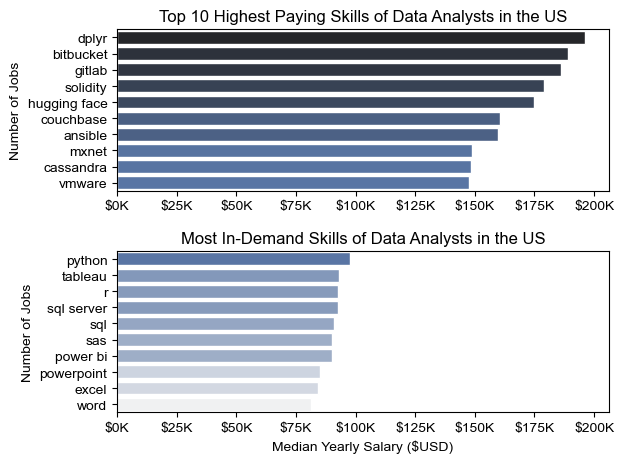 Top 10 Highest Paying Skills of Data Analysts in the US
Number of Jobs
dplyr
bitbucket
gitlab
solidity
hugging face
couchbase
ansible
mxnet
cassandra
vmware
$0K $25K $50K $75K $100K $125K $150K $175K $200K
Most In-Demand Skills of Data Analysts in the US
Number of Jobs
python
tableau
r
sql server
sql
sas
power bi
powerpoint
excel
word
$0K $25K $50K $75K $100K $125K $150K $175K $200K
Median Yearly Salary ($USD)